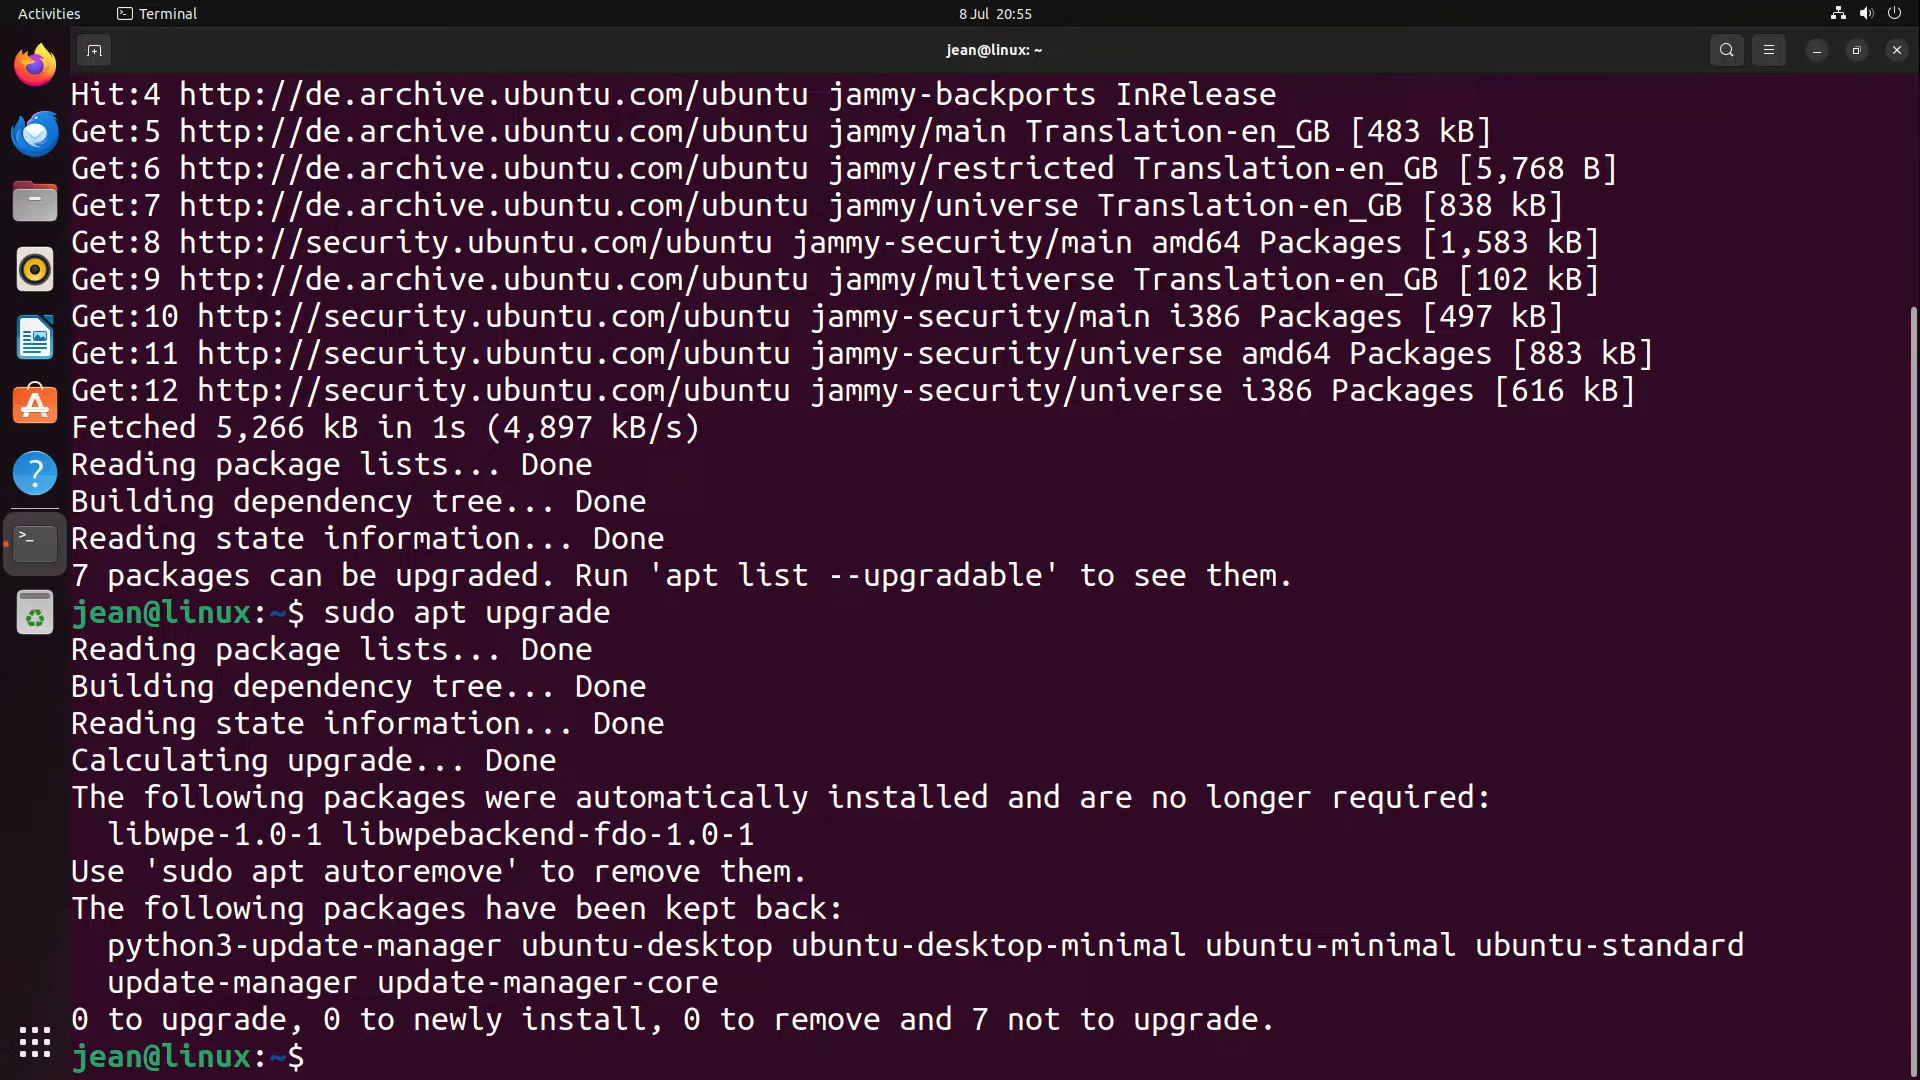 Activities Terminal 8 Jul 20:55
jean@linux: ~
Hit:4 http://de.archive.ubuntu.com/ubuntu jammy-backports InRelease
Get:5 http://de.archive.ubuntu.com/ubuntu jammy/main Translation-en_GB [483 kB]
Get:6 http://de.archive.ubuntu.com/ubuntu jammy/restricted Translation-en_GB [5,768 B]
Get:7 http://de.archive.ubuntu.com/ubuntu jammy/universe Translation-en_GB [838 kB]
Get:8 http://security.ubuntu.com/ubuntu jammy-security/main amd64 Packages [1,583 kB]
Get:9 http://de.archive.ubuntu.com/ubuntu jammy/multiverse Translation-en_GB [102 kB]
Get:10 http://security.ubuntu.com/ubuntu jammy-security/main i386 Packages [497 kB]
Get:11 http://security.ubuntu.com/ubuntu jammy-security/universe amd64 Packages [883 kB]
Get:12 http://security.ubuntu.com/ubuntu jammy-security/universe i386 Packages [616 kB]
Fetched 5,266 kB in 1s (4,897 kB/s)
Reading package lists... Done
Building dependency tree... Done
Reading state information... Done
7 packages can be upgraded. Run 'apt list --upgradable' to see them.
jean@linux:~$ sudo apt upgrade
Reading package lists... Done
Building dependency tree... Done
Reading state information... Done
Calculating upgrade... Done
The following packages were automatically installed and are no longer required:
  libwpe-1.0-1 libwpebackend-fdo-1.0-1
Use 'sudo apt autoremove' to remove them.
The following packages have been kept back:
  python3-update-manager ubuntu-desktop ubuntu-desktop-minimal ubuntu-minimal ubuntu-standard
  update-manager update-manager-core
0 to upgrade, 0 to newly install, 0 to remove and 7 not to upgrade.
jean@linux:~$